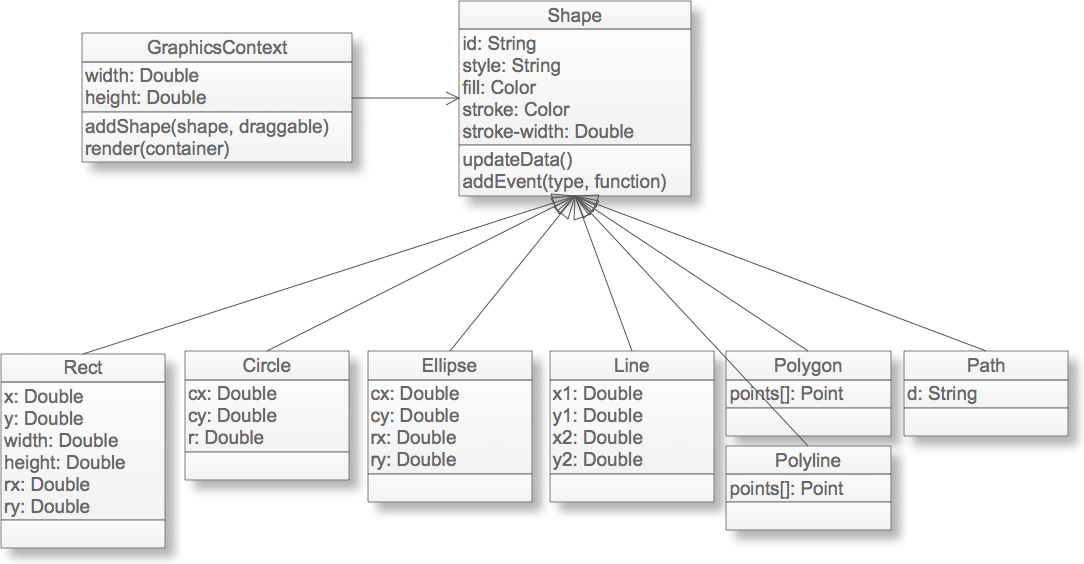 Shape
id: String
style: String
fill: Color
stroke: Color
stroke-width: Double
updateData()
addEvent(type, function)
GraphicsContext
width: Double
height: Double
addShape(shape, draggable)
render(container)
Rect
x: Double
y: Double
width: Double
height: Double
rx: Double
ry: Double
Circle
cx: Double
cy: Double
r: Double
Ellipse
cx: Double
cy: Double
rx: Double
ry: Double
Line
x1: Double
y1: Double
x2: Double
y2: Double
Polygon
points[]: Point
Polyline
points[]: Point
Path
d: String